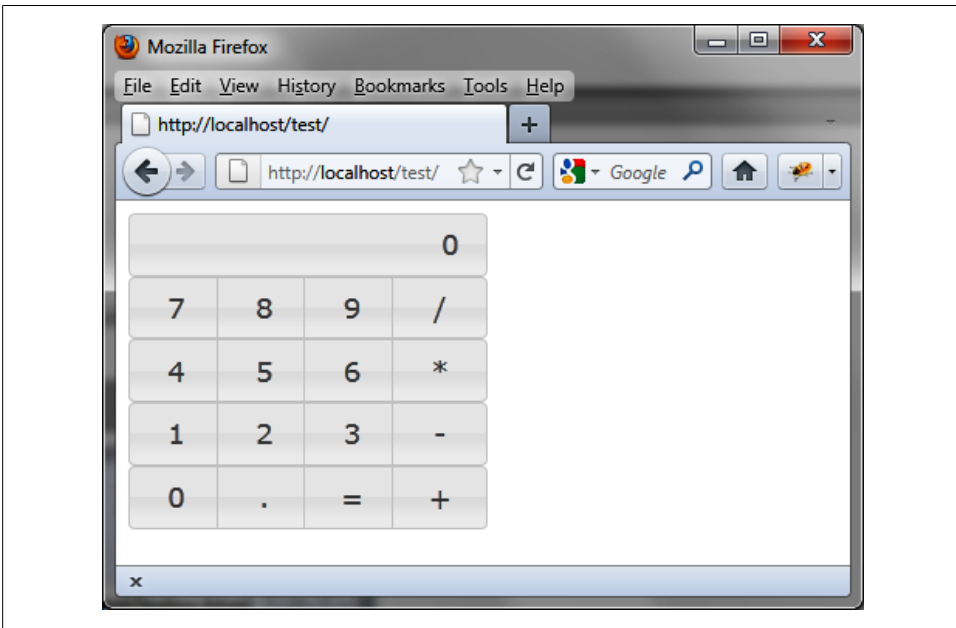 Mozilla Firefox
File Edit View History Bookmarks Tools Help
http://localhost/test/
http://localhost/test/ Google
0
7 8 9 /
4 5 6 *
1 2 3 -
0 . = +
x